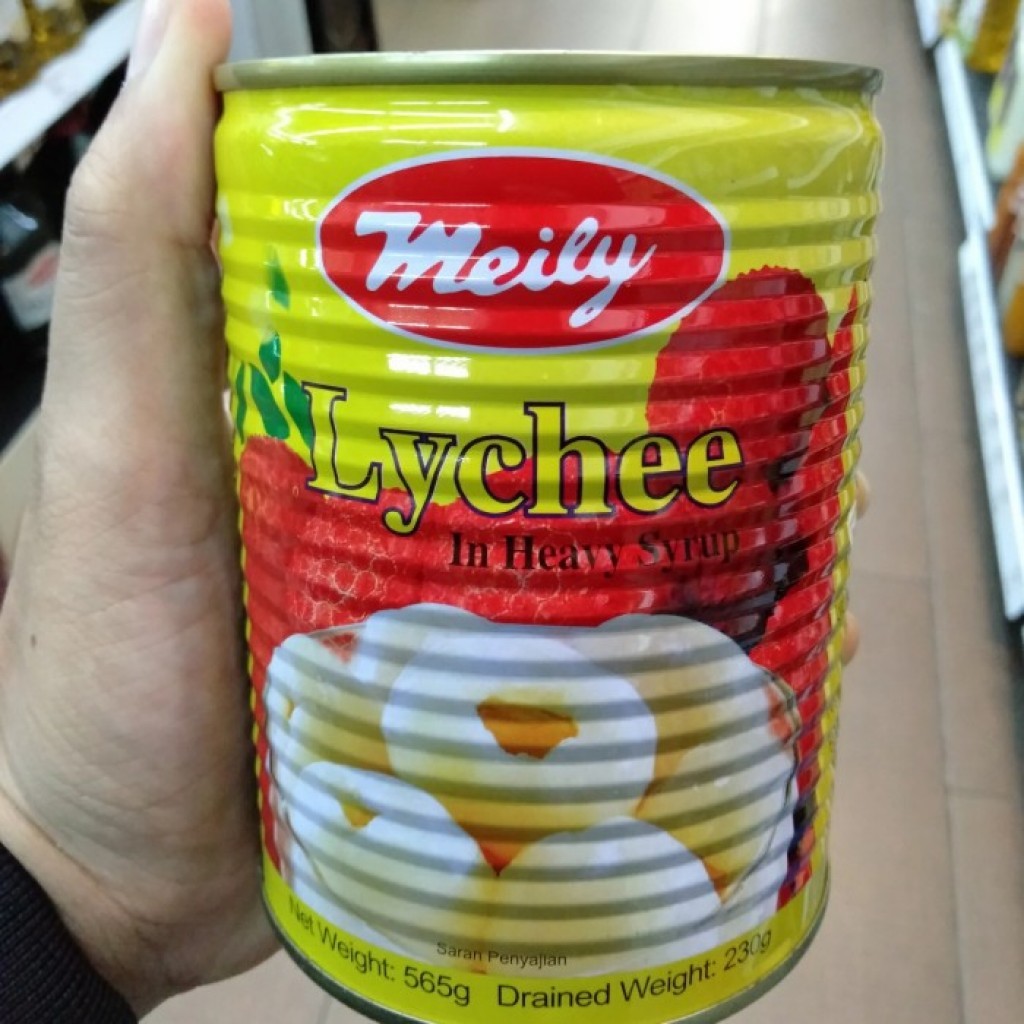 Meily
Lychee
In Heavy Syrup
Saran Penyajian
Net Weight: 565g Drained Weight: 230g